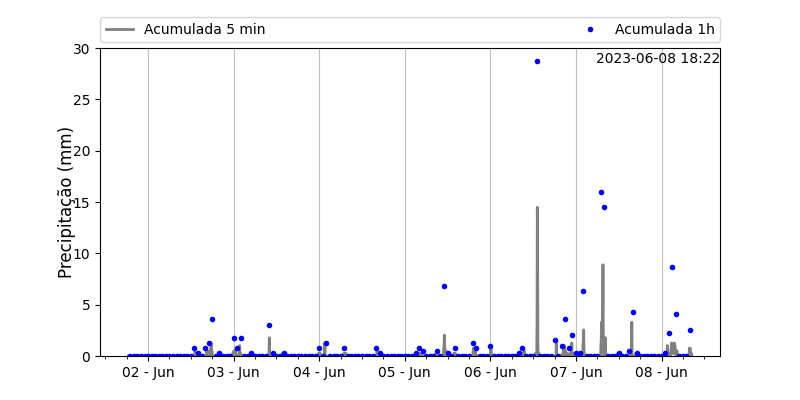 Acumulada 5 min
Acumulada 1h
2023-06-08 18:22
Precipitação (mm)
30
25
20
15
10
5
0
02 - Jun
03 - Jun
04 - Jun
05 - Jun
06 - Jun
07 - Jun
08 - Jun